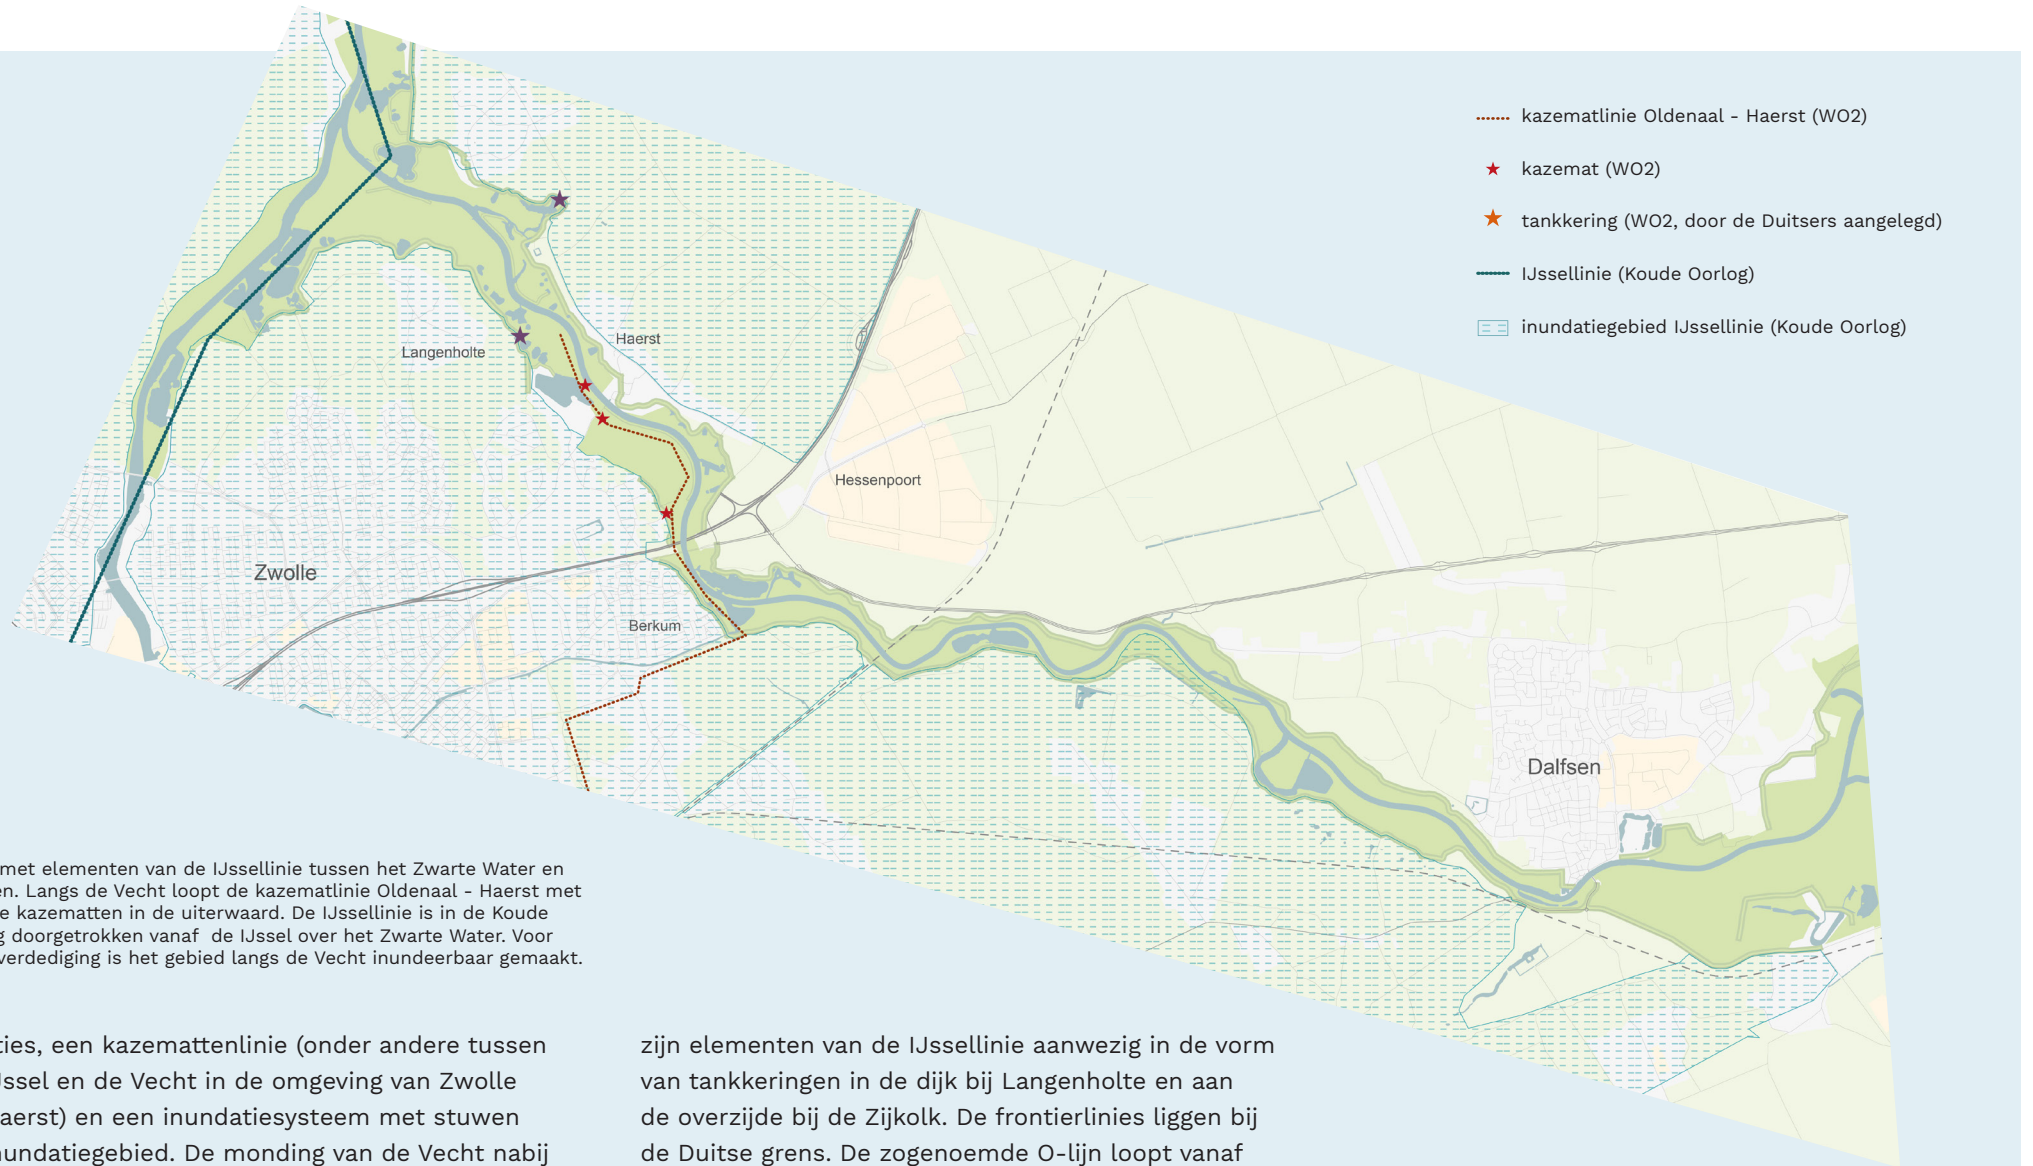 kazematlinie Oldenaal - Haerst (WO2)
kazemat (WO2)
tankkering (WO2, door de Duitsers aangelegd)
IJssellinie (Koude Oorlog)
inundatiegebied IJssellinie (Koude Oorlog)
Haerst
Langenholte
Hessenpoort
Zwolle
Berkum
Dalfsen
met elementen van de IJssellinie tussen het Zwarte Water en
en. Langs de Vecht loopt de kazematlinie Oldenaal - Haerst met
e kazematten in de uiterwaard. De IJssellinie is in de Koude
g doorgetrokken vanaf de IJssel over het Zwarte Water. Voor
verdediging is het gebied langs de Vecht inundeerbaar gemaakt.
ties, een kazemattenlinie (onder andere tussen
Jssel en de Vecht in de omgeving van Zwolle
aerst) en een inundatiesysteem met stuwen
nundatiegebied. De monding van de Vecht nabij
zijn elementen van de IJssellinie aanwezig in de vorm
van tankkeringen in de dijk bij Langenholte en aan
de overzijde bij de Zijkolk. De frontierlinies liggen bij
de Duitse grens. De zogenoemde O-lijn loopt vanaf